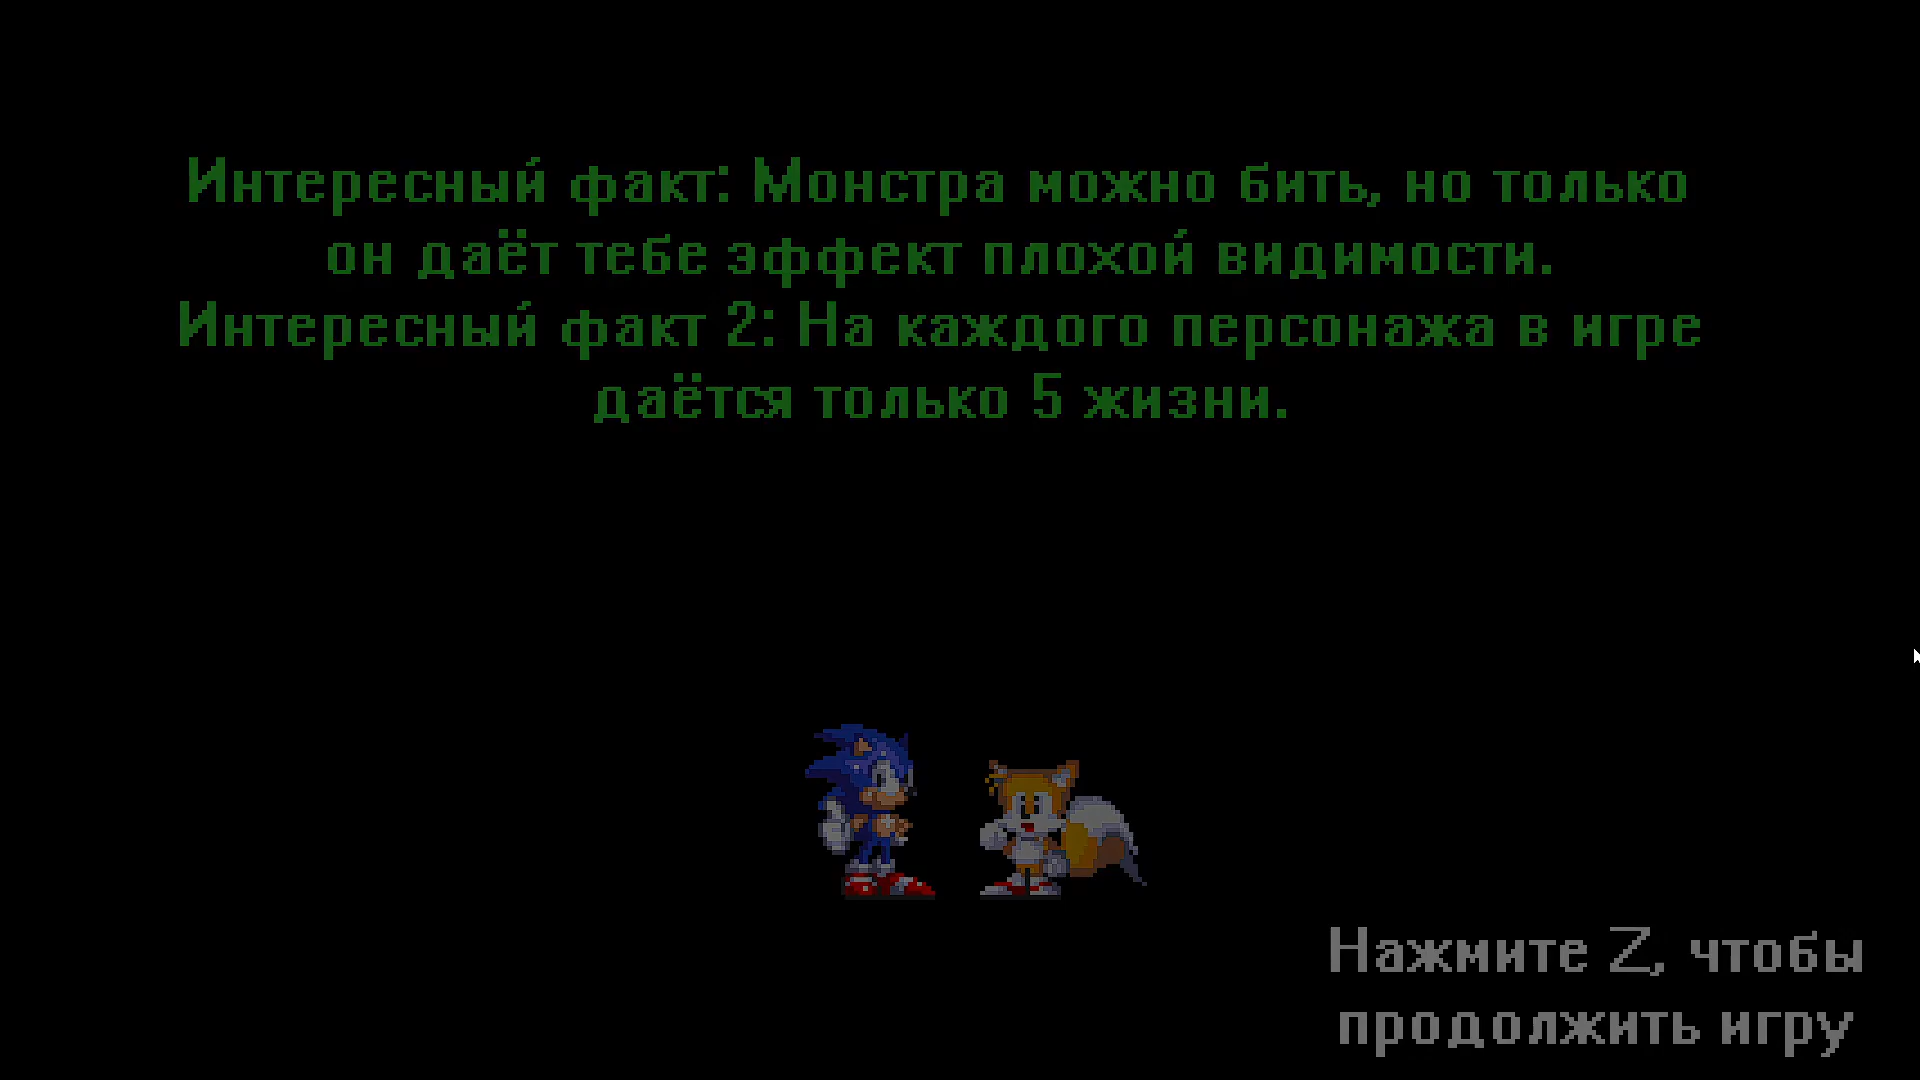 Интересный факт: Монстра можно бить, но только
он даёт тебе эффект плохой видимости.
Интересный факт 2: На каждого персонажа в игре
даётся только 5 жизни.
Нажмите Z, чтобы
продолжить игру